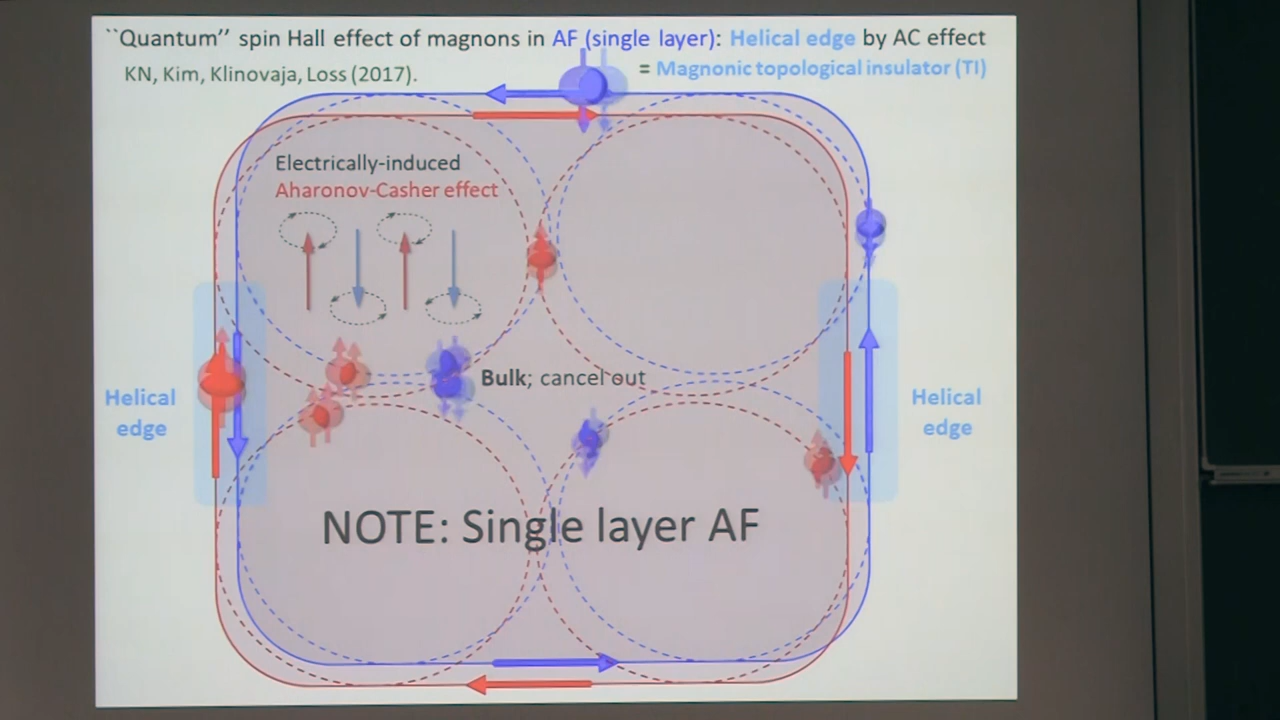 ``Quantum'' spin Hall effect of magnons in AF (single layer): Helical edge by AC effect
KN, Kim, Klinovaja, Loss (2017).
= Magnonic topological insulator (TI)
Electrically-induced
Aharonov-Casher effect
Bulk; cancel out
Helical
edge
Helical
edge
NOTE: Single layer AF